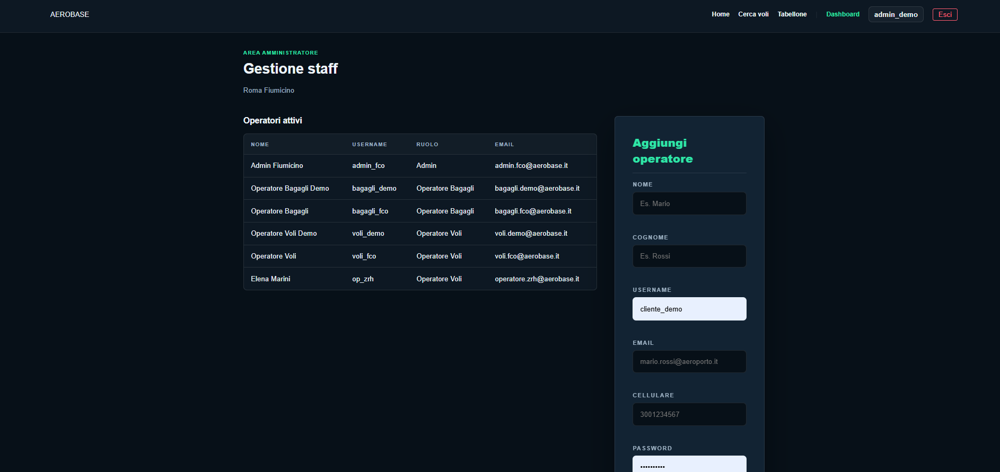 AEROBASE
Home Cerca voli Tabellone Dashboard admin_demo Esci
AREA AMMINISTRATORE
Gestione staff
Roma Fiumicino
Operatori attivi
NOME USERNAME RUOLO EMAIL
Admin Fiumicino admin_fco Admin admin.fco@aerobase.it
Operatore Bagagli Demo bagagli_demo Operatore Bagagli bagagli.demo@aerobase.it
Operatore Bagagli bagagli_fco Operatore Bagagli bagagli.fco@aerobase.it
Operatore Voli Demo voli_demo Operatore Voli voli.demo@aerobase.it
Operatore Voli voli_fco Operatore Voli voli.fco@aerobase.it
Elena Marini op_zrh Operatore Voli operatore.zrh@aerobase.it
Aggiungi
operatore
NOME
Es. Mario
COGNOME
Es. Rossi
USERNAME
cliente_demo
EMAIL
mario.rossi@aeroporto.it
CELLULARE
3001234567
PASSWORD
••••••••••